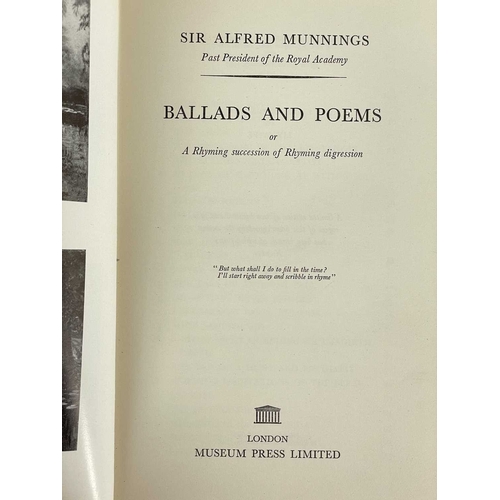 SIR ALFRED MUNNINGS
Past President of the Royal Academy
BALLADS AND POEMS
or
A Rhyming succession of Rhyming digression
"But what shall I do to fill in the time?
I'll start right away and scribble in rhyme"
LONDON
MUSEUM PRESS LIMITED